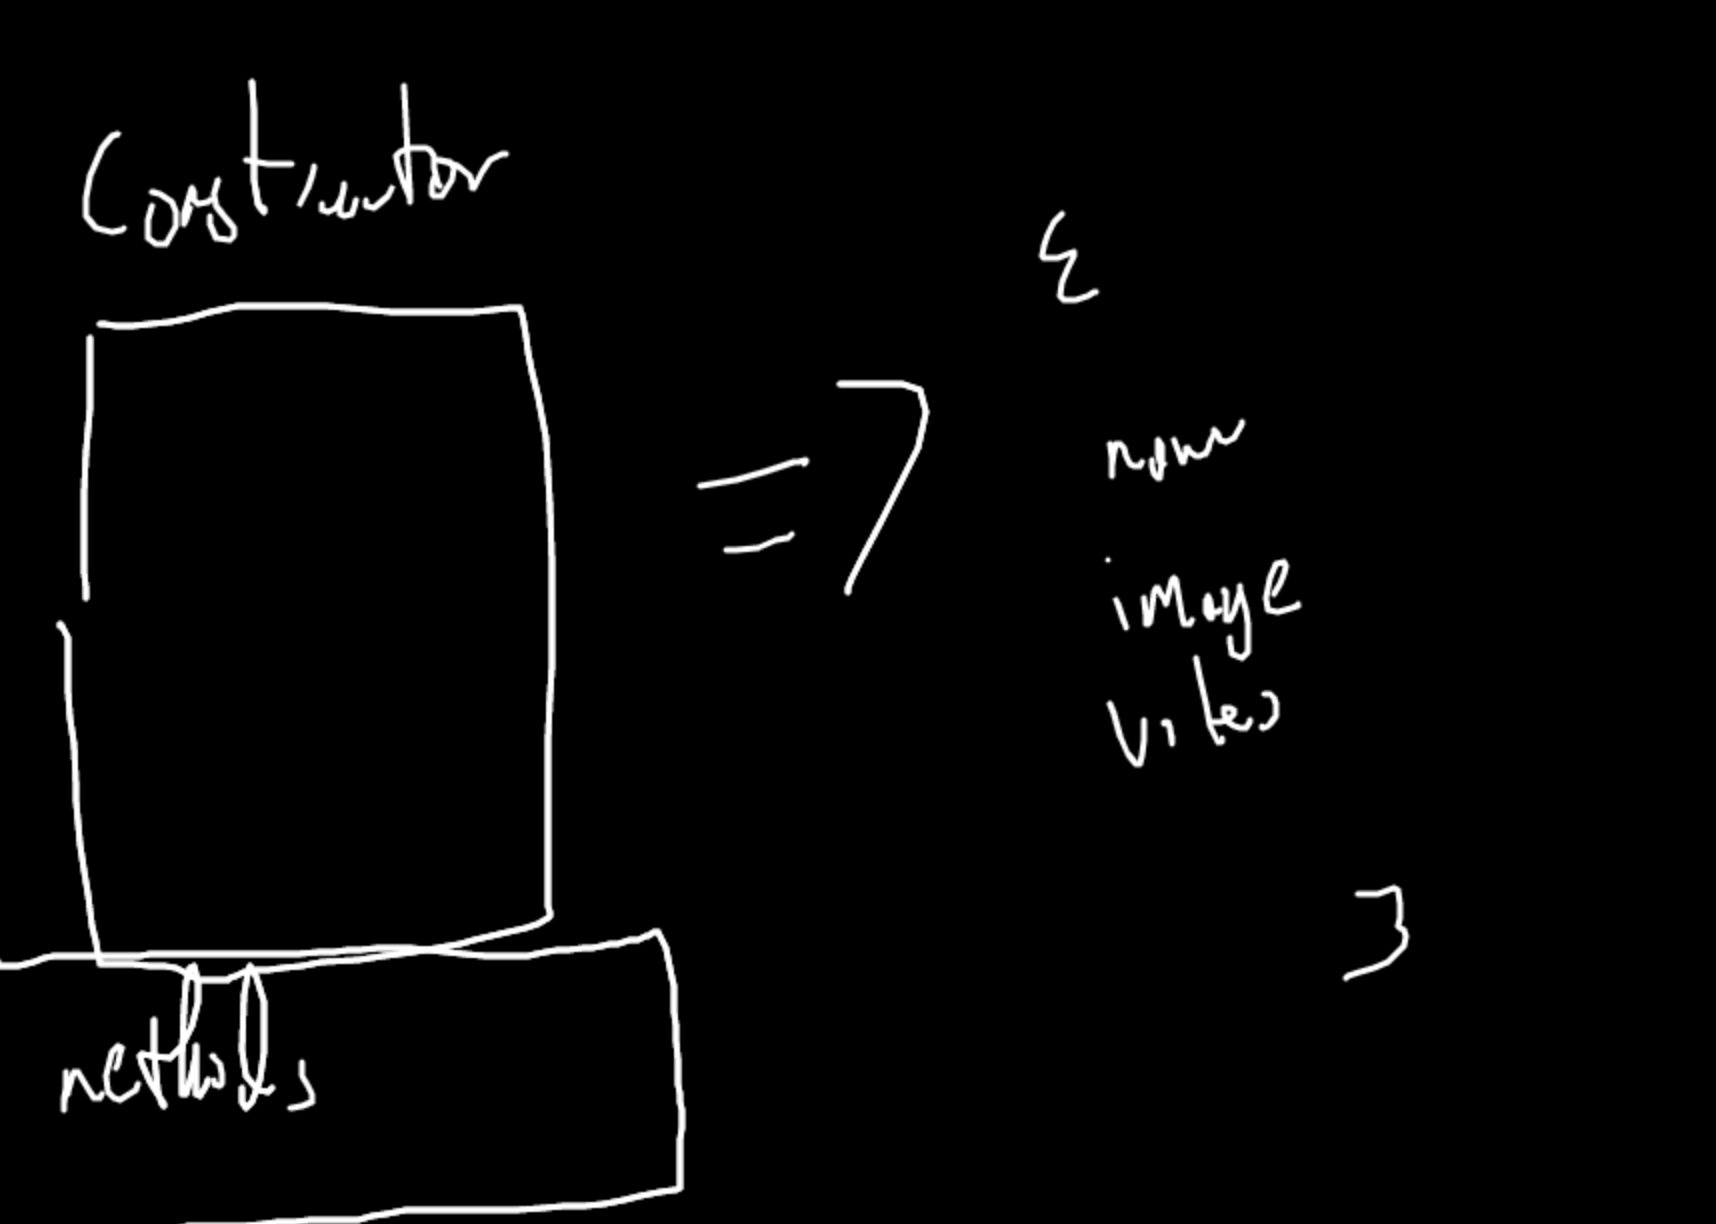 Constructor
{
=>
name
image
video
}
methods